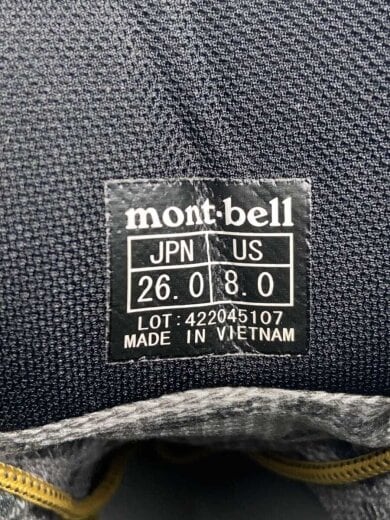 mont·bell
JPN US
26.0 8.0
LOT:422045107
MADE IN VIETNAM